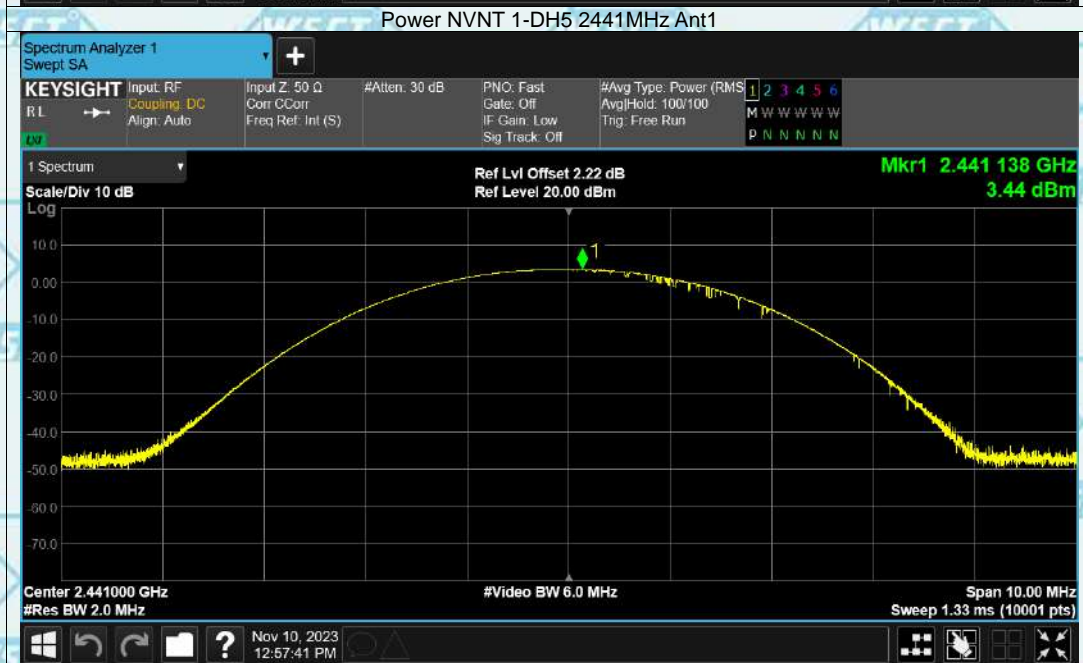 Power NVNT 1-DH5 2441MHz Ant1
Spectrum Analyzer 1
Swept SA
+
KEYSIGHT
RL
LXI
Input: RF
Coupling: DC
Align: Auto
Input Z: 50 Ω
Corr CCorr
Freq Ref: Int (S)
#Atten: 30 dB
PNO: Fast
Gate: Off
IF Gain: Low
Sig Track: Off
#Avg Type: Power (RMS
Avg|Hold: 100/100
Trig: Free Run
1 2 3 4 5 6
M W W W W W
P N N N N N
1 Spectrum
Scale/Div 10 dB
Log
Ref Lvl Offset 2.22 dB
Ref Level 20.00 dBm
Mkr1 2.441 138 GHz
3.44 dBm
1
10.0
0.00
-10.0
-20.0
-30.0
-40.0
-50.0
-60.0
-70.0
Center 2.441000 GHz
#Res BW 2.0 MHz
#Video BW 6.0 MHz
Span 10.00 MHz
Sweep 1.33 ms (10001 pts)
?
Nov 10, 2023
12:57:41 PM